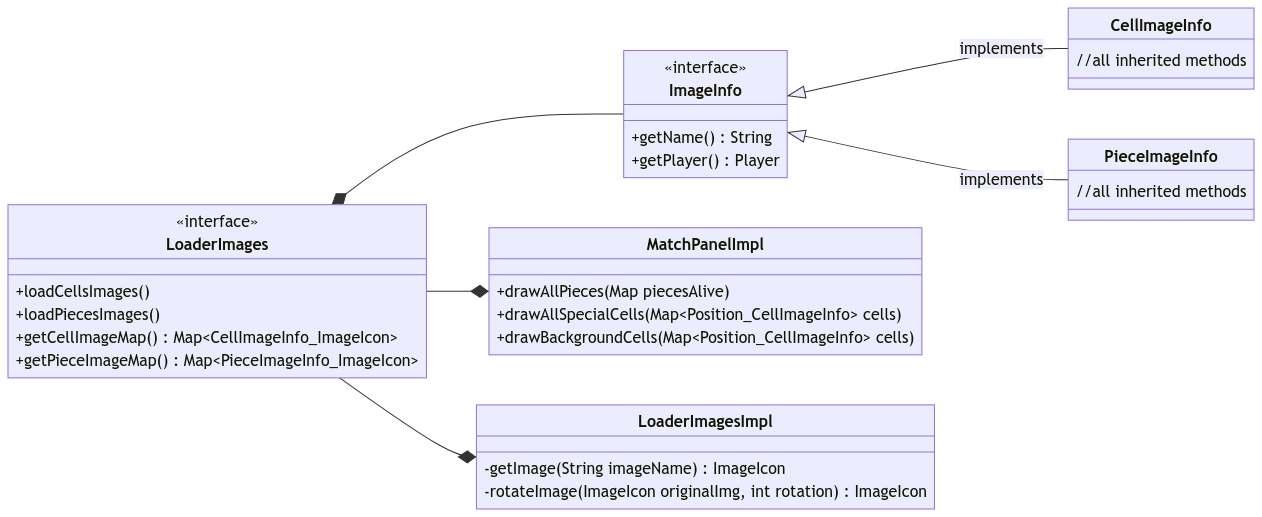 CellImageInfo
//all inherited methods
implements
«interface»
ImageInfo
+getName() : String
+getPlayer() : Player
PieceImageInfo
//all inherited methods
implements
«interface»
LoaderImages
+loadCellsImages()
+loadPiecesImages()
+getCellImageMap() : Map<CellImageInfo_ImageIcon>
+getPieceImageMap() : Map<PieceImageInfo_ImageIcon>
MatchPanelImpl
+drawAllPieces(Map piecesAlive)
+drawAllSpecialCells(Map<Position_CellImageInfo> cells)
+drawBackgroundCells(Map<Position_CellImageInfo> cells)
LoaderImagesImpl
-getImage(String imageName) : ImageIcon
-rotateImage(ImageIcon originalImg, int rotation) : ImageIcon